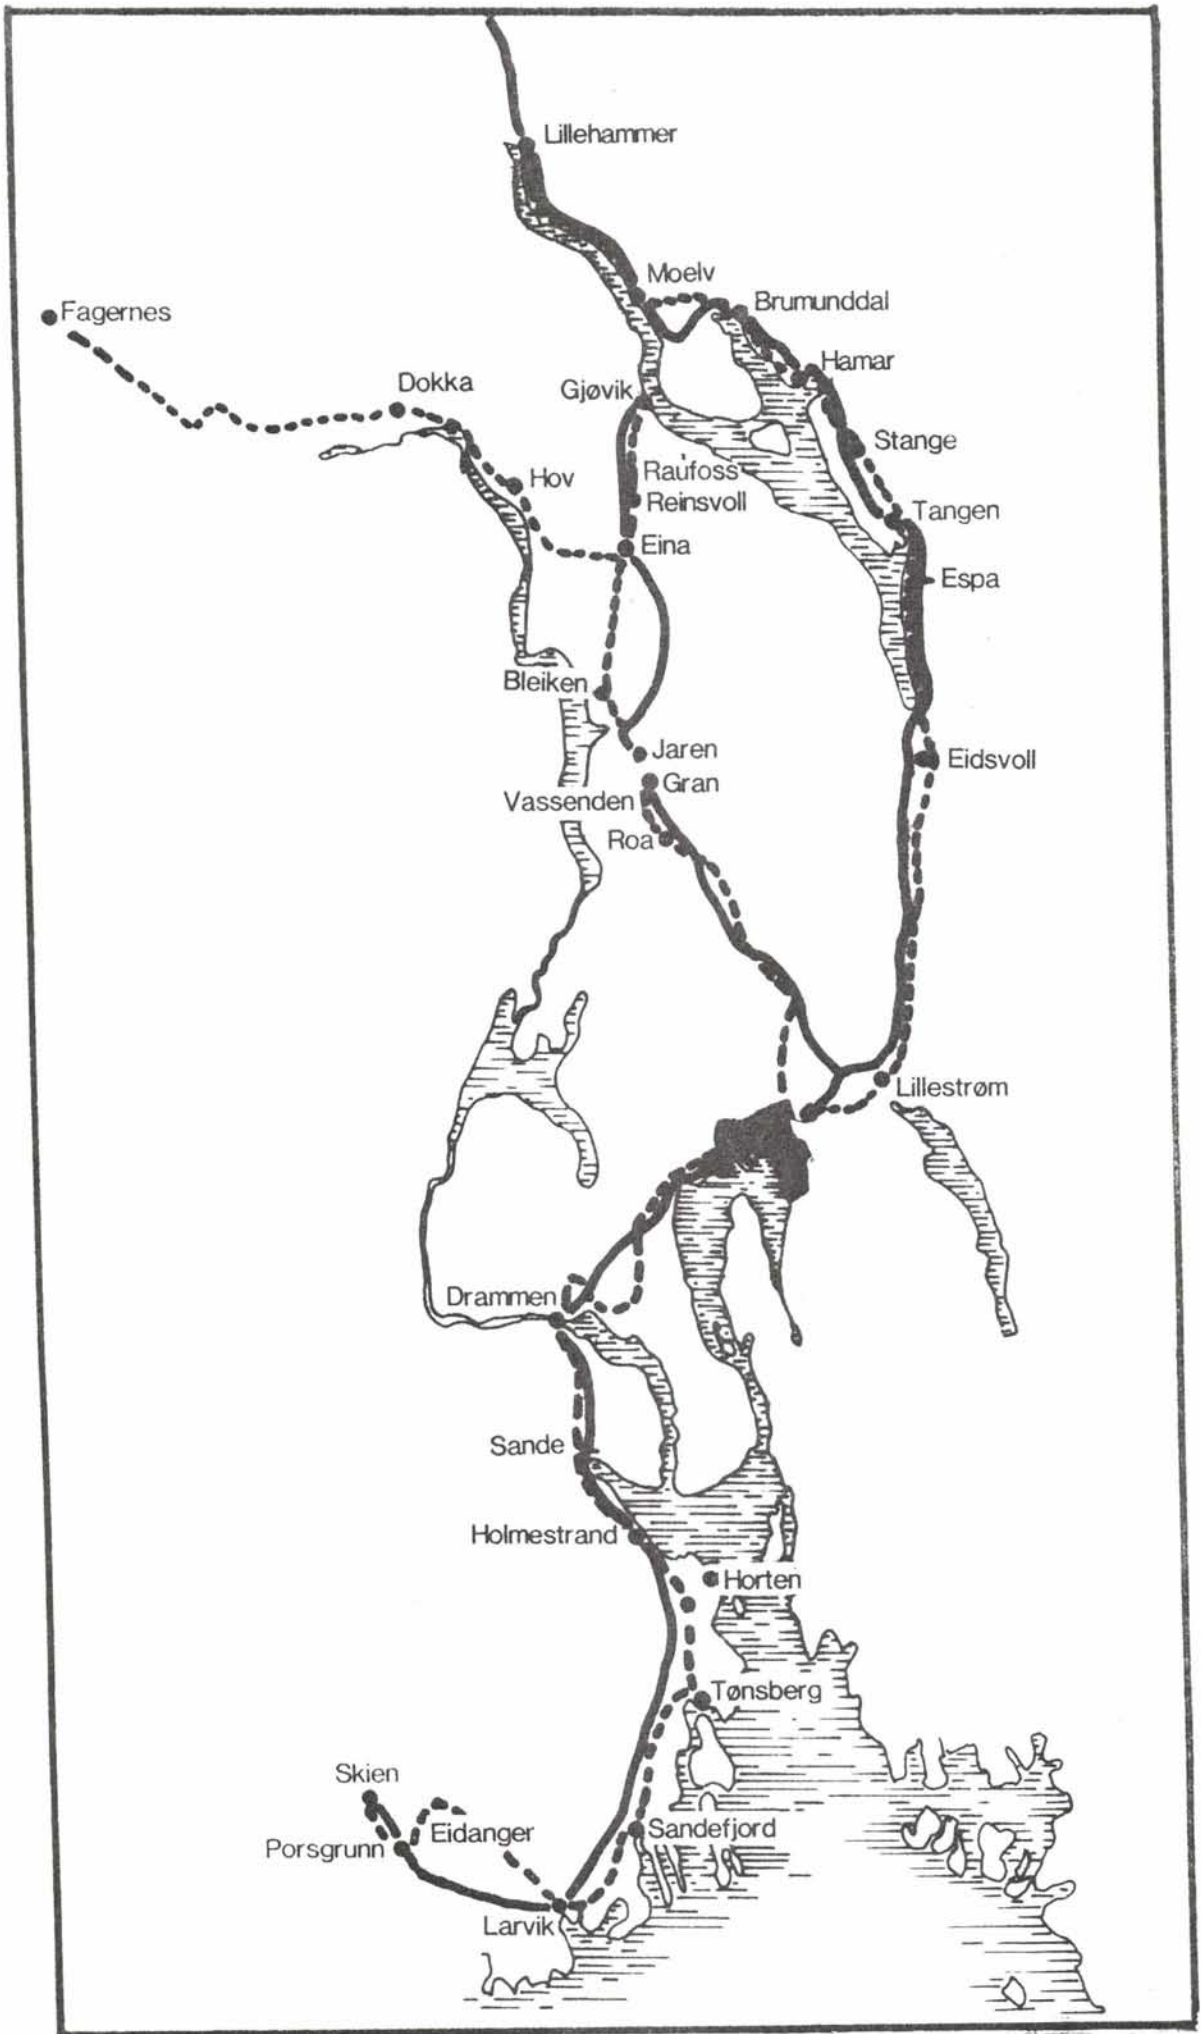 Lillehammer
Moelv
Brumunddal
Fagernes
Hamar
Dokka
Gjøvik
Stange
Raufoss
Hov
Reinsvoll
Tangen
Eina
Espa
Bleiken
Jaren
Eidsvoll
Gran
Vassenden
Roa
Lillestrøm
Drammen
Sande
Holmestrand
Horten
Tønsberg
Skien
Eidanger
Sandefjord
Porsgrunn
Larvik